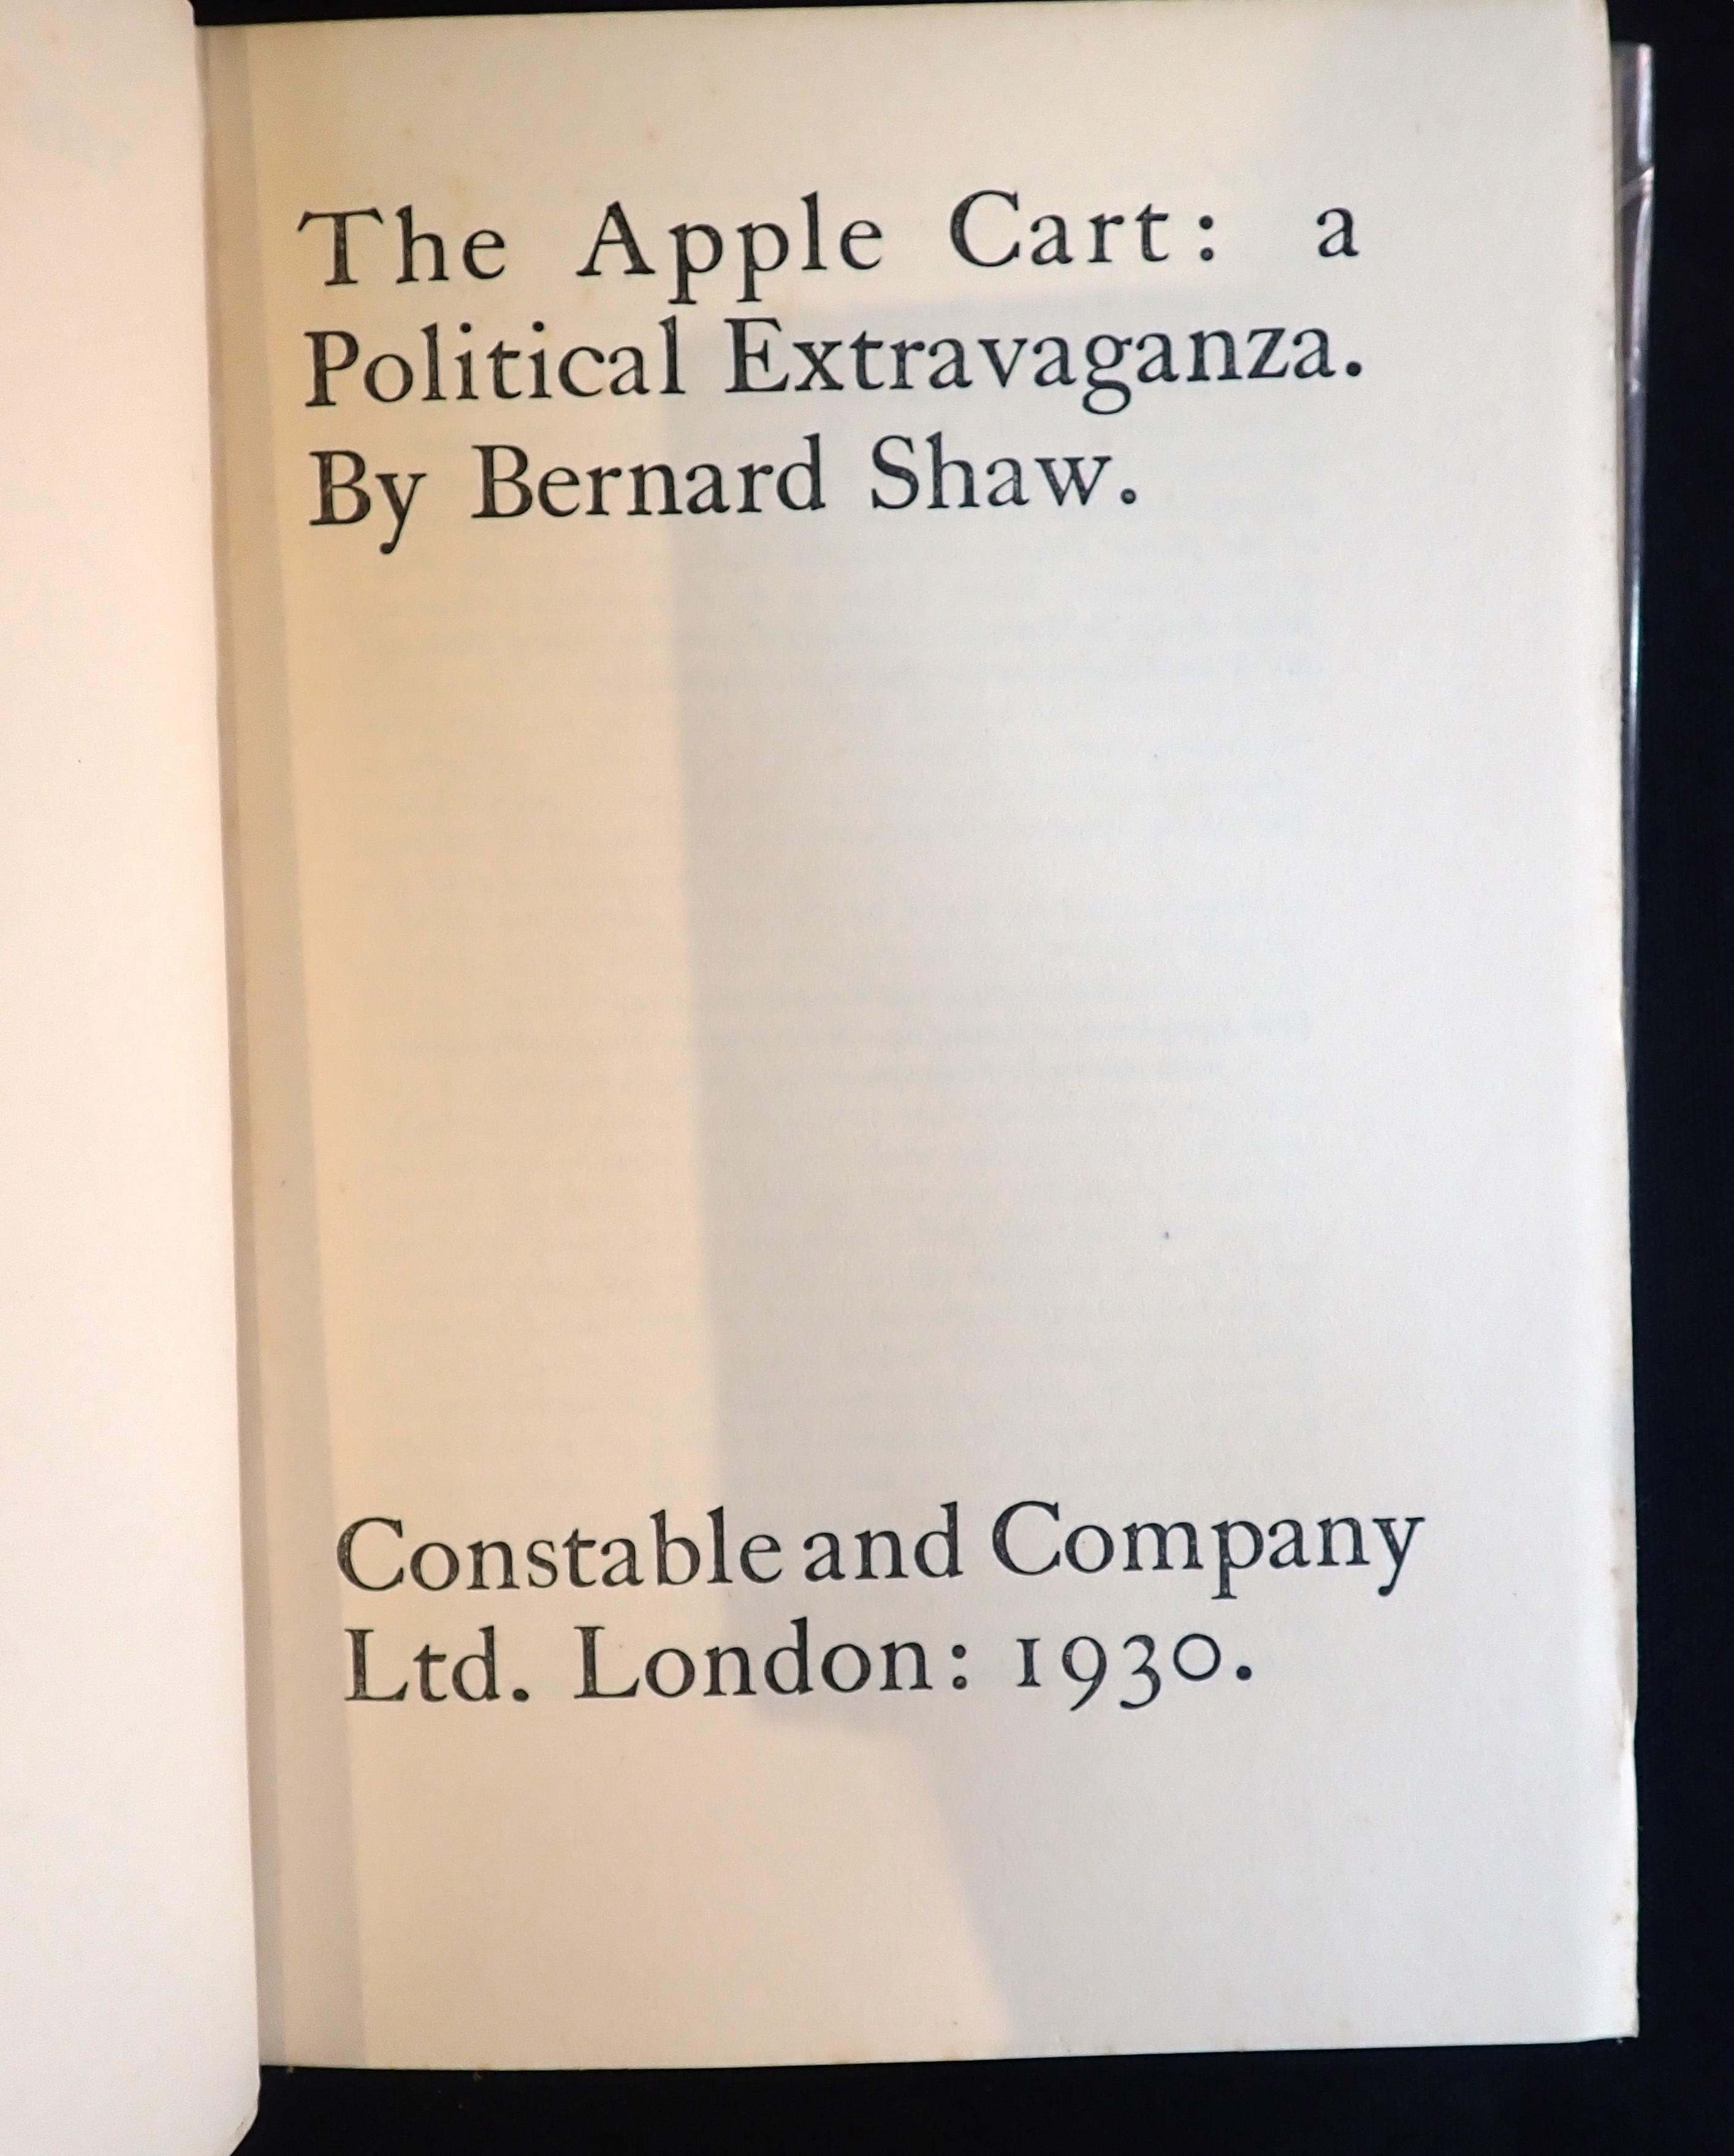 The Apple Cart: a
Political Extravaganza.
By Bernard Shaw.
Constable and Company
Ltd. London: 1930.